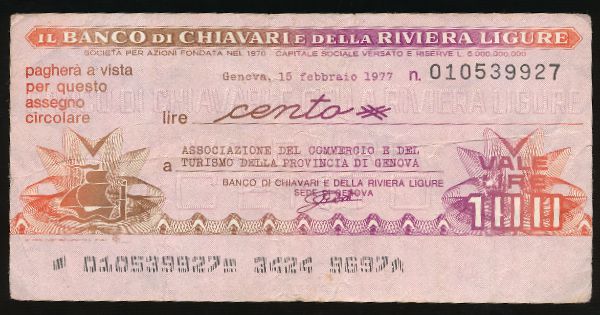 IL BANCO DI CHIAVARI E DELLA RIVIERA LIGURE
SOCIETÀ PER AZIONI FONDATA NEL 1870 CAPITALE SOCIALE VERSATO E RISERVE L. 6.000.000.000
pagherà a vista
per questo
assegno
circolare
Genova, 15 febbraio 1977 n. 010539927
lire cento
a ASSOCIAZIONE DEL COMMERCIO E DEL
TURISMO DELLA PROVINCIA DI GENOVA
BANCO DI CHIAVARI E DELLA RIVIERA LIGURE
SEDE DI GENOVA
VALE
LIRE
100
010539927 3424 9697